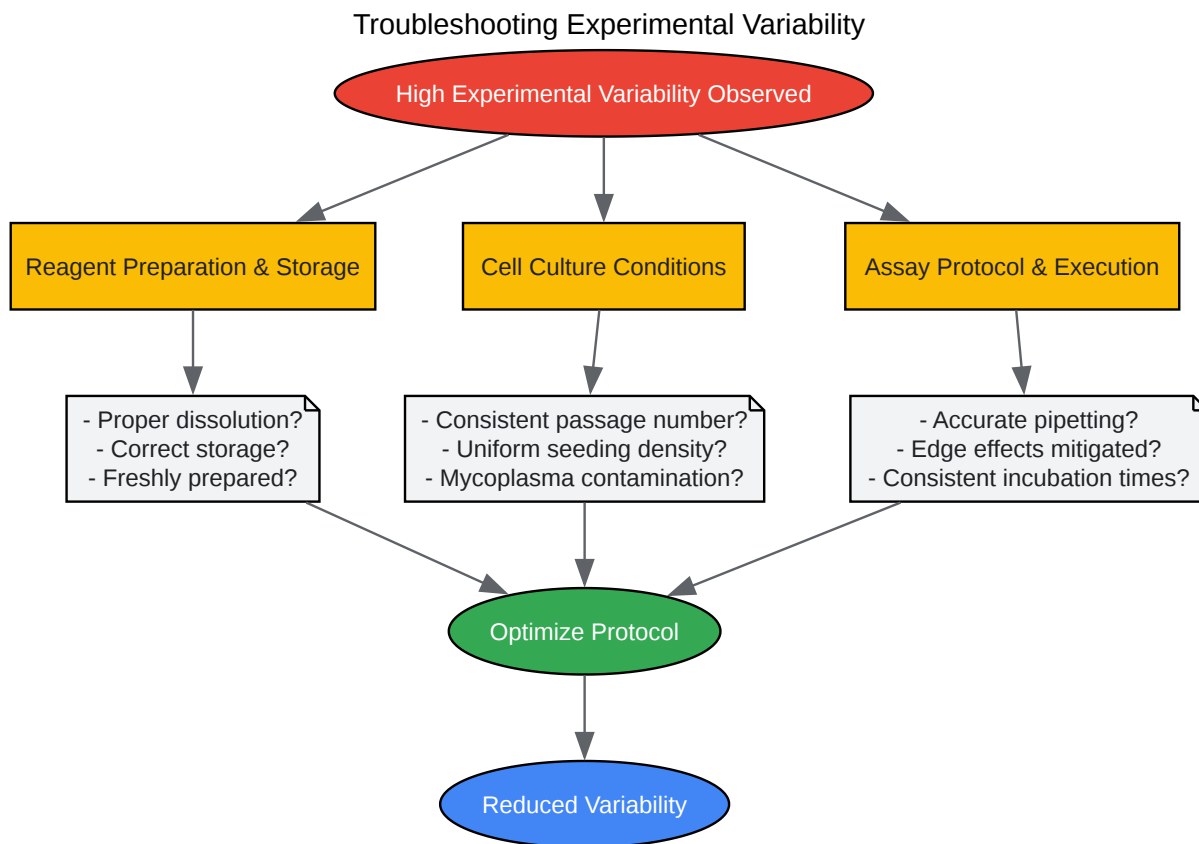 Troubleshooting Experimental Variability
High Experimental Variability Observed
Reagent Preparation & Storage
Cell Culture Conditions
Assay Protocol & Execution
- Proper dissolution?
- Correct storage?
- Freshly prepared?
- Consistent passage number?
- Uniform seeding density?
- Mycoplasma contamination?
- Accurate pipetting?
- Edge effects mitigated?
- Consistent incubation times?
Optimize Protocol
Reduced Variability